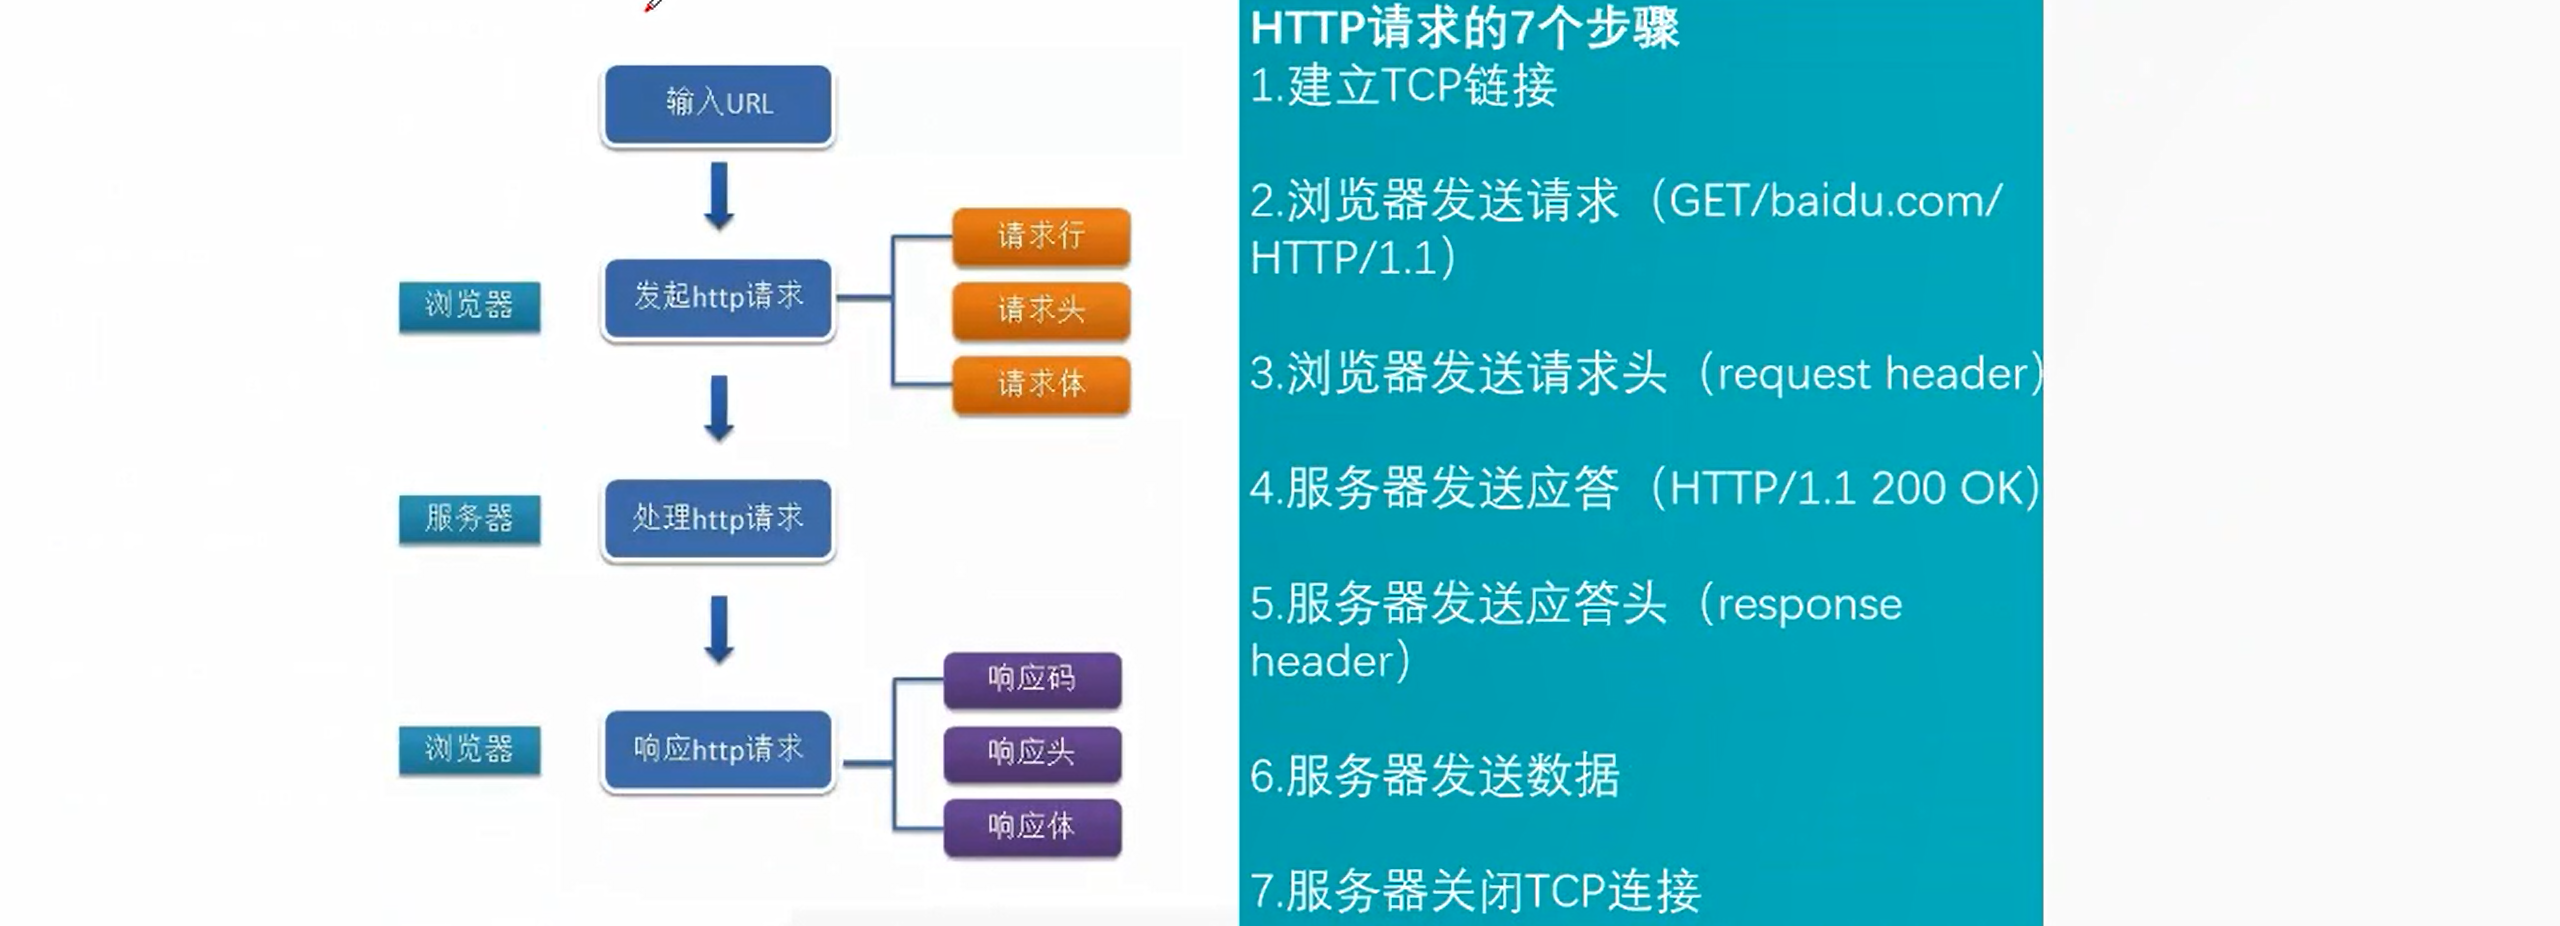 输入URL
浏览器
发起http请求
请求行
请求头
请求体
服务器
处理http请求
浏览器
响应http请求
响应码
响应头
响应体
HTTP请求的7个步骤
1.建立TCP链接
2.浏览器发送请求（GET/baidu.com/
HTTP/1.1）
3.浏览器发送请求头（request header）
4.服务器发送应答（HTTP/1.1 200 OK）
5.服务器发送应答头（response
header）
6.服务器发送数据
7.服务器关闭TCP连接